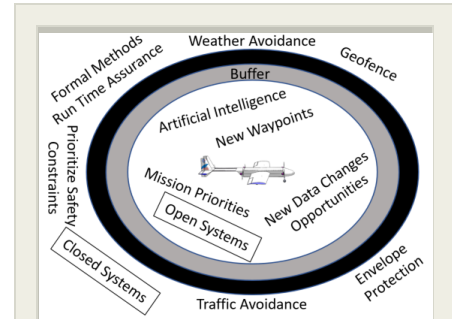 Weather Avoidance
Formal Methods
Run Time Assurance
Geofence
Buffer
Artificial Intelligence
New Waypoints
Prioritize Safety
Constraints
Mission Priorities
Open Systems
New Data Changes
Opportunities
Closed Systems
Envelope
Protection
Traffic Avoidance